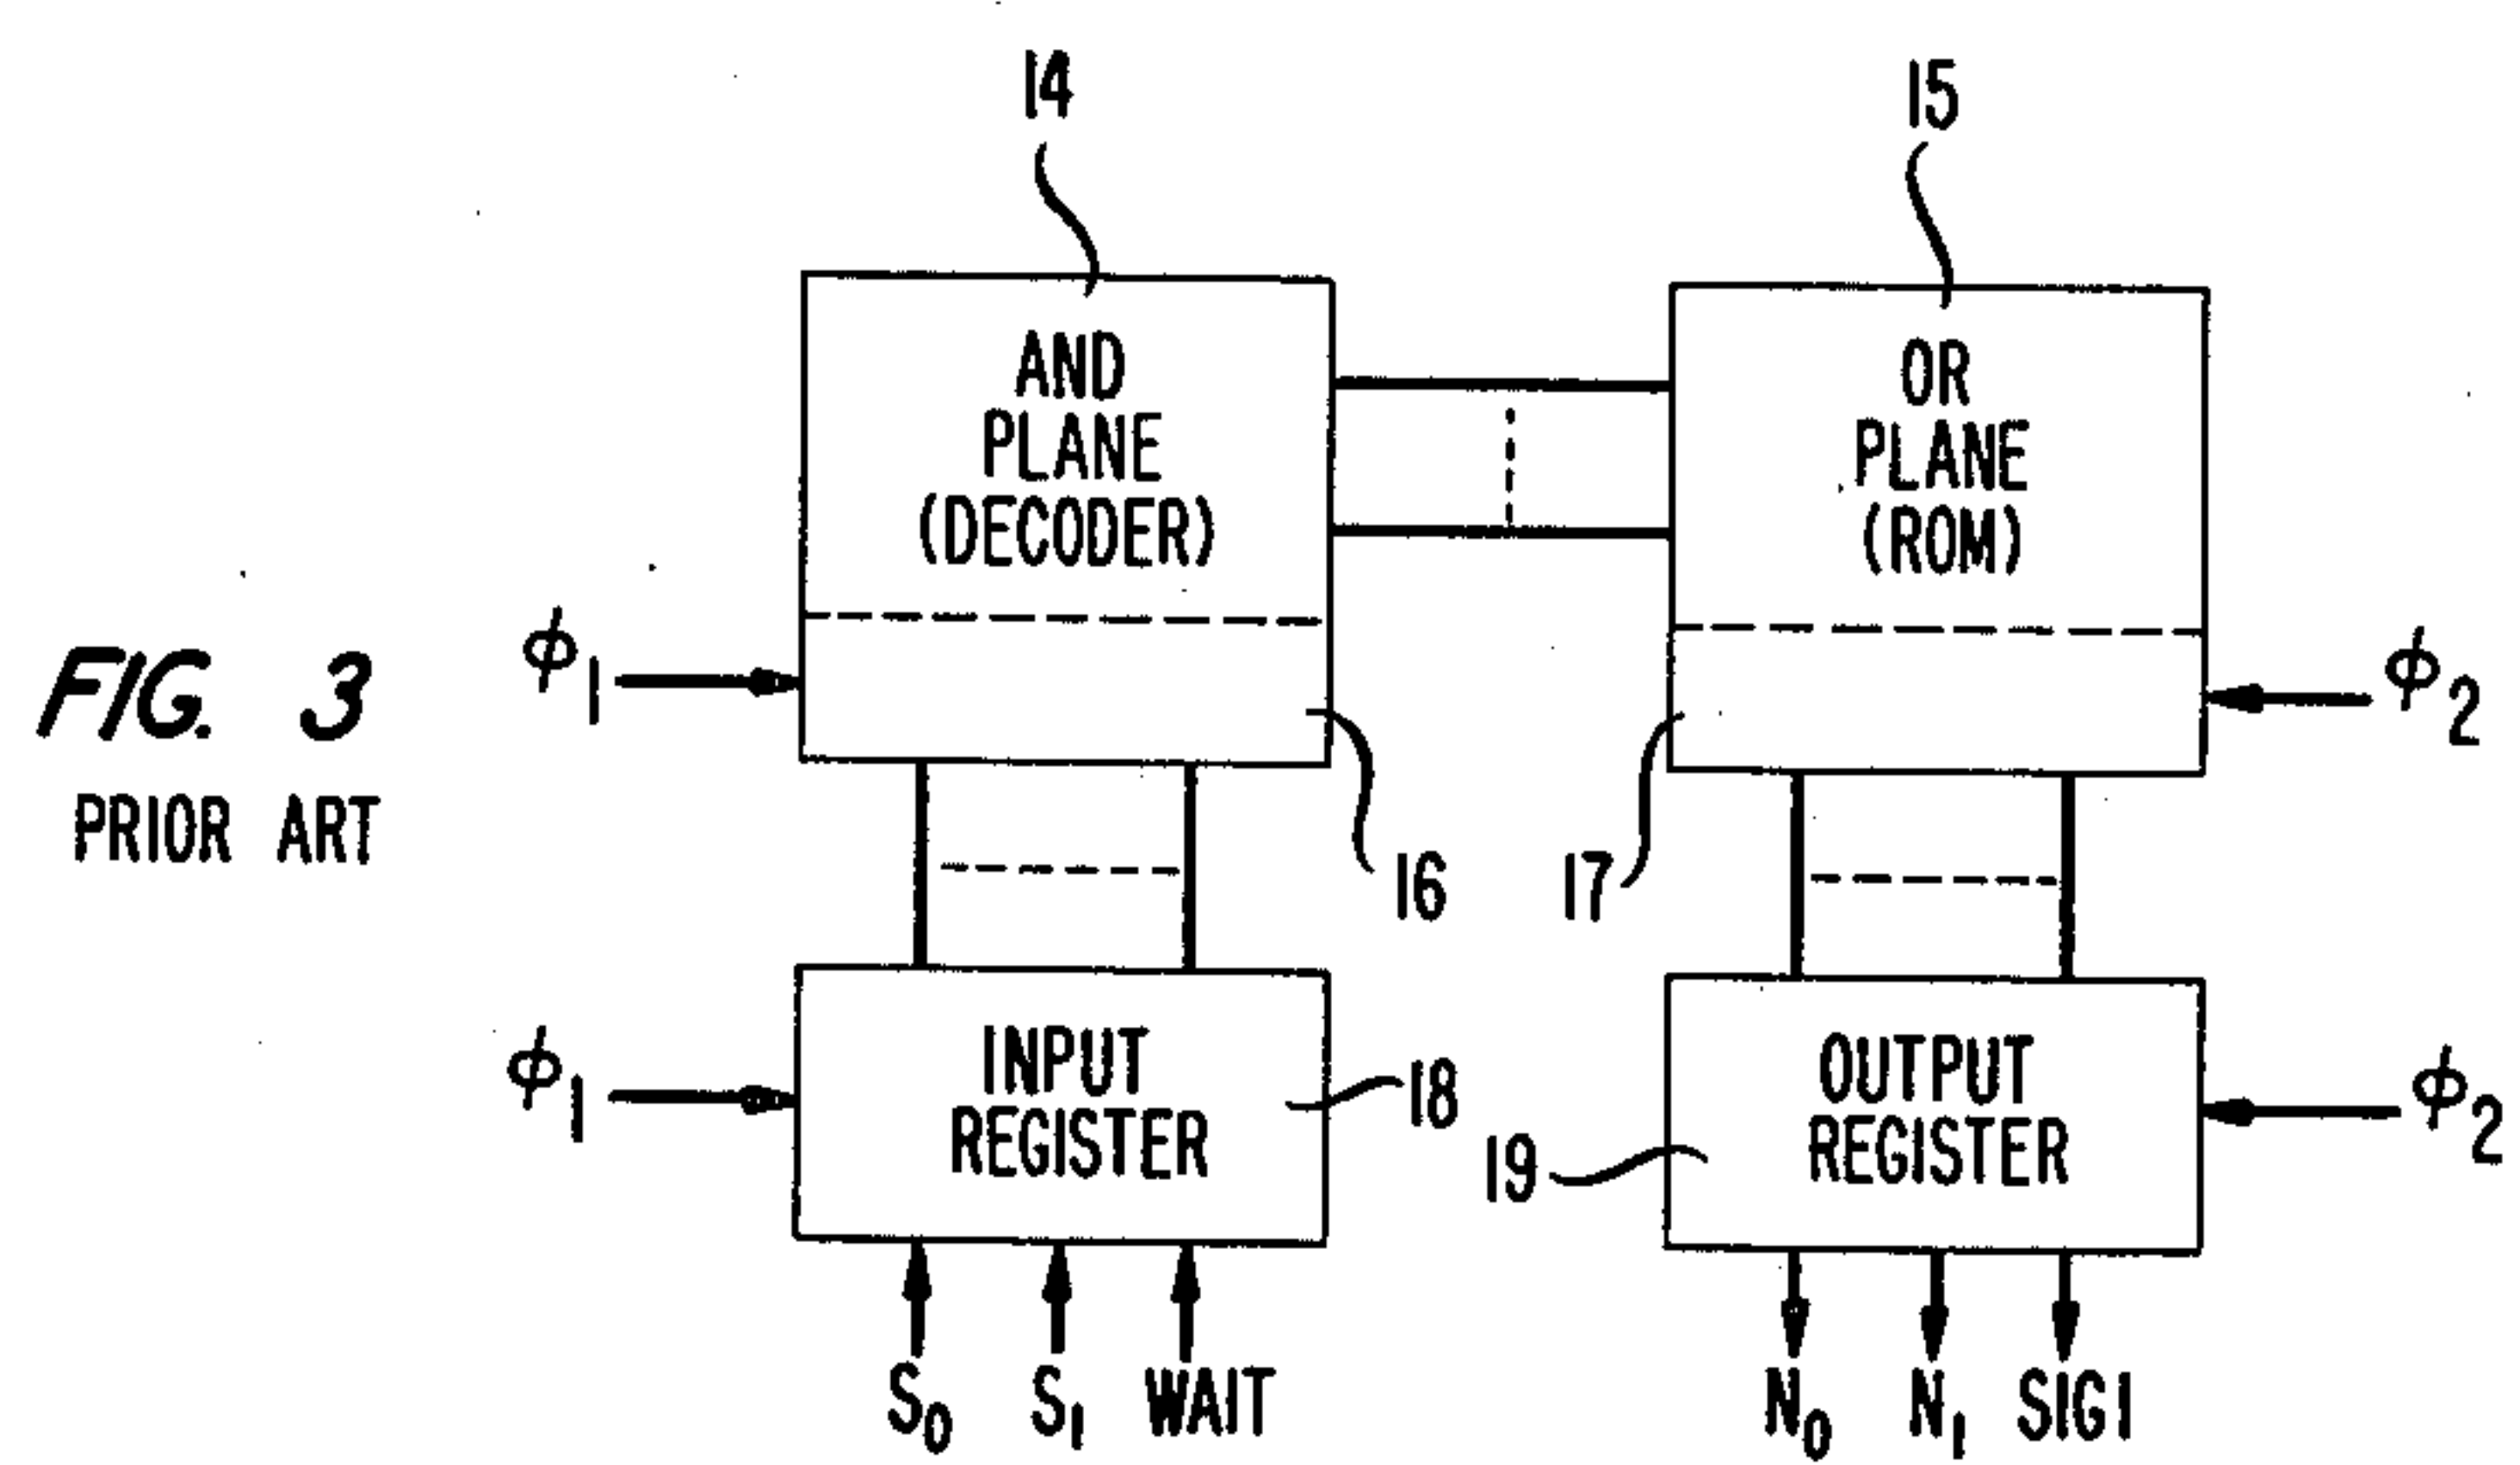 14
15
AND
PLANE
(DECODER)
OR
PLANE
(ROM)
ϕ1
ϕ2
FIG. 3
PRIOR ART
16
17
ϕ1
INPUT
REGISTER
18
19
OUTPUT
REGISTER
ϕ2
S0
S1
WAIT
N0
N1
SIG1